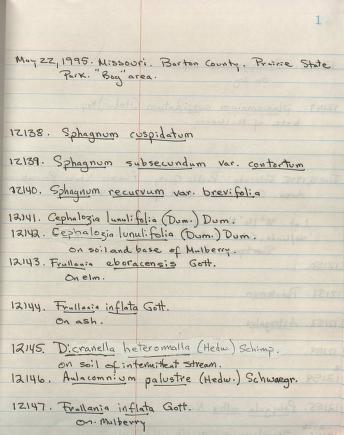 1
May 22, 1995. Missouri. Barton County. Prairie State
Park. "Bog" area.
12138. Sphagnum cuspidatum
12139. Sphagnum subsecundum var. contortum
12140. Sphagnum recurvum var. brevifolia
12141. Cephalozia lunulifolia (Dum.) Dum.
12142. Cephalozia lunulifolia (Dum.) Dum.
on soil and base of Mulberry.
12143. Frullania eboracensis Gott.
On elm.
12144. Frullania inflata Gott.
On ash.
12145. Dicranella heteromalla (Hedw.) Schimp.
on soil of intermittent stream.
12146. Aulacomnium palustre (Hedw.) Schwaegr.
12147. Frullania inflata Gott.
on Mulberry